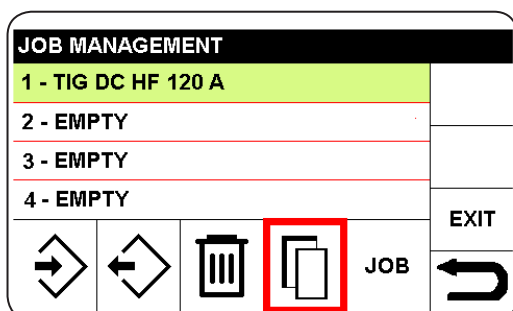 JOB MANAGEMENT
1 - TIG DC HF 120 A
2 - EMPTY
3 - EMPTY
4 - EMPTY
EXIT
JOB